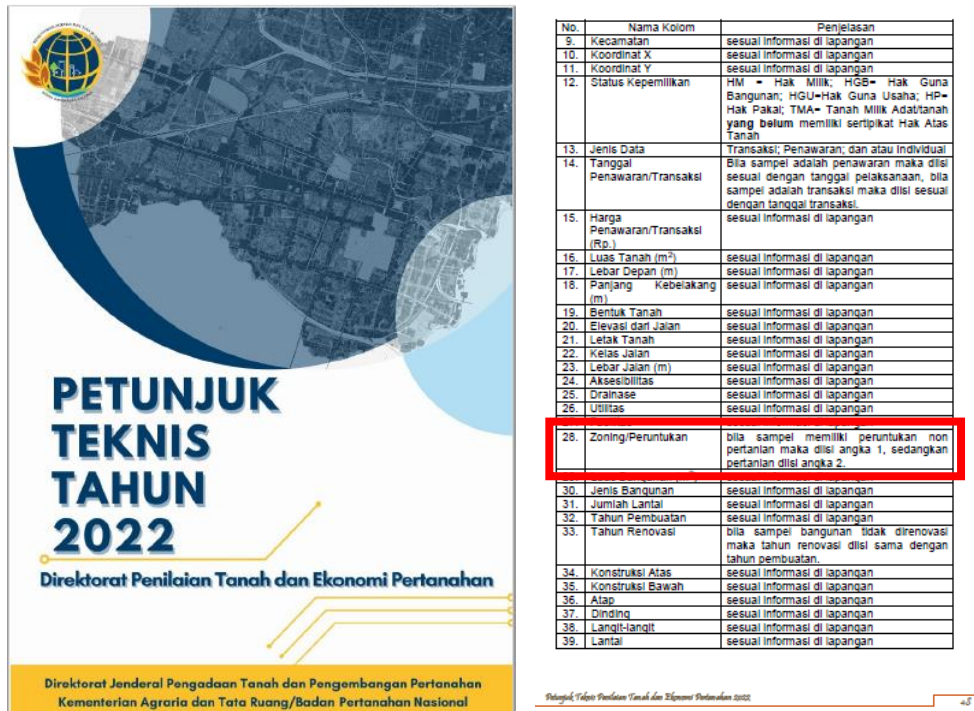 PETUNJUK
TEKNIS
TAHUN
2022
Direktorat Penilaian Tanah dan Ekonomi Pertanahan
Direktorat Jenderal Pengadaan Tanah dan Pengembangan Pertanahan
Kementerian Agraria dan Tata Ruang/Badan Pertanahan Nasional
No. Nama Kolom Penjelasan
9. Kecamatan sesuai informasi di lapangan
10. Koordinat X sesuai informasi di lapangan
11. Koordinat Y sesuai informasi di lapangan
12. Status Kepemilikan HM = Hak Milik; HGB= Hak Guna
Bangunan; HGU=Hak Guna Usaha; HP=
Hak Pakai; TMA= Tanah Milik Adat/tanah
yang belum memiliki sertipikat Hak Atas
Tanah
13. Jenis Data Transaksi; Penawaran; dan atau Individual
14. Tanggal Bila sampel adalah penawaran maka diisi
Penawaran/Transaksi sesuai dengan tanggal pelaksanaan, bila
sampel adalah transaksi maka diisi sesuai
dengan tanggal transaksi.
15. Harga sesuai informasi di lapangan
Penawaran/Transaksi
(Rp.)
16. Luas Tanah (m²) sesuai informasi di lapangan
17. Lebar Depan (m) sesuai informasi di lapangan
18. Panjang Kebelakang sesuai informasi di lapangan
(m)
19. Bentuk Tanah sesuai informasi di lapangan
20. Elevasi dari Jalan sesuai informasi di lapangan
21. Letak Tanah sesuai informasi di lapangan
22. Kelas Jalan sesuai informasi di lapangan
23. Lebar Jalan (m) sesuai informasi di lapangan
24. Aksesibilitas sesuai informasi di lapangan
25. Drainase sesuai informasi di lapangan
26. Utilitas sesuai informasi di lapangan
28. Zoning/Peruntukan bila sampel memiliki peruntukan non
pertanian maka diisi angka 1, sedangkan
pertanian diisi angka 2.
30. Jenis Bangunan sesuai informasi di lapangan
31. Jumlah Lantai sesuai informasi di lapangan
32. Tahun Pembuatan sesuai informasi di lapangan
33. Tahun Renovasi bila sampel bangunan tidak direnovasi
maka tahun renovasi diisi sama dengan
tahun pembuatan.
34. Konstruksi Atas sesuai informasi di lapangan
35. Konstruksi Bawah sesuai informasi di lapangan
36. Atap sesuai informasi di lapangan
37. Dinding sesuai informasi di lapangan
38. Langit-langit sesuai informasi di lapangan
39. Lantai sesuai informasi di lapangan
Petunjuk Teknis Penilaian Tanah dan Ekonomi Pertanahan 2022